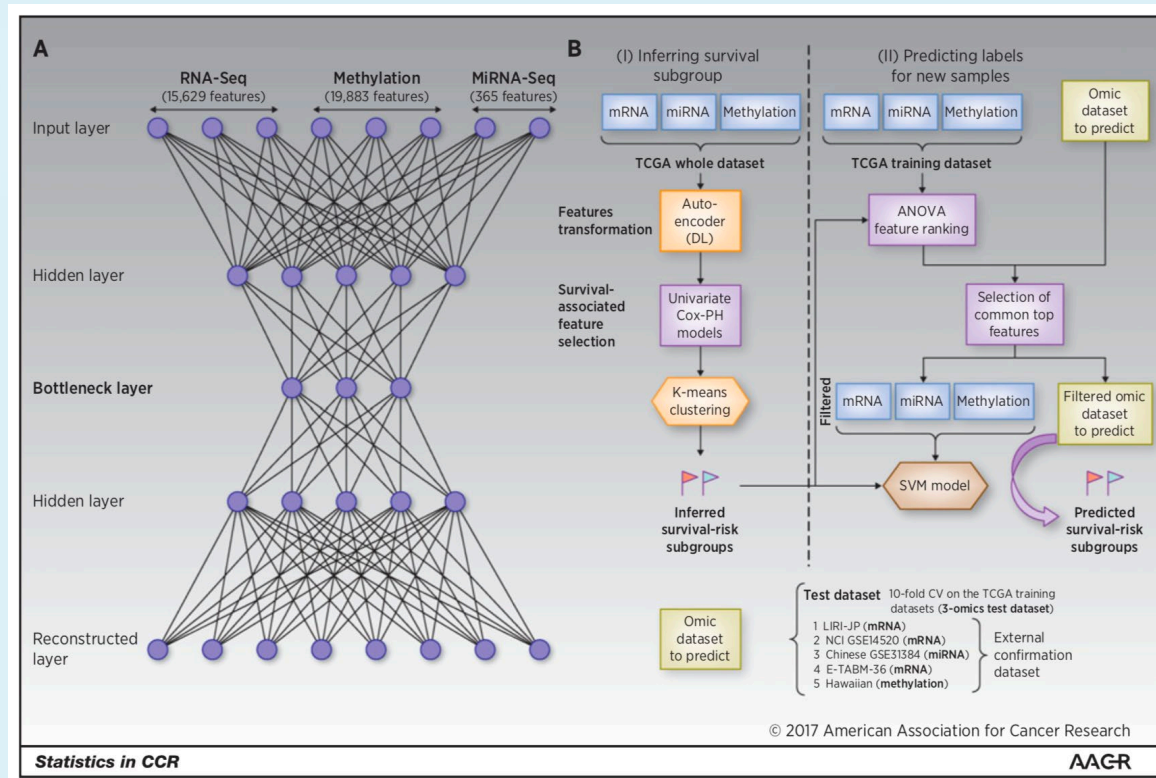 A
RNA-Seq
(15,629 features)
Methylation
(19,883 features)
MiRNA-Seq
(365 features)
Input layer
Hidden layer
Bottleneck layer
Hidden layer
Reconstructed
layer
B
(I) Inferring survival
subgroup
mRNA
miRNA
Methylation
TCGA whole dataset
Features
transformation
Auto-
encoder
(DL)
Survival-
associated
feature
selection
Univariate
Cox-PH
models
K-means
clustering
Inferred
survival-risk
subgroups
(II) Predicting labels
for new samples
mRNA
miRNA
Methylation
Omic
dataset
to predict
TCGA training dataset
ANOVA
feature ranking
Selection of
common top
features
Filtered
mRNA
miRNA
Methylation
Filtered omic
dataset
to predict
SVM model
Predicted
survival-risk
subgroups
Omic
dataset
to predict
Test dataset 10-fold CV on the TCGA training
datasets (3-omics test dataset)
1 LIRI-JP (mRNA)
2 NCI GSE14520 (mRNA)
3 Chinese GSE31384 (miRNA)
4 E-TABM-36 (mRNA)
5 Hawaiian (methylation)
External
confirmation
dataset
© 2017 American Association for Cancer Research
Statistics in CCR
AACR